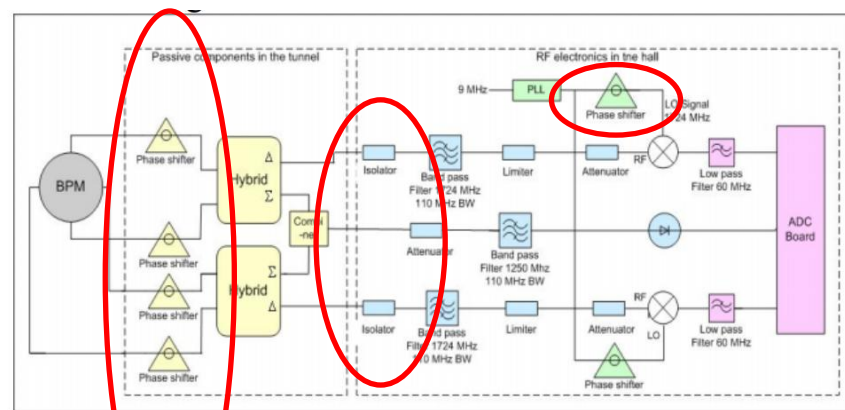 Passive components in the tunnel
RF electronics in the hall
9 MHz
PLL
Phase shifter
LO Signal
1724 MHz
Phase shifter
BPM
Hybrid
Δ
Σ
Isolator
Band pass
Filter 1724 MHz
110 MHz BW
Limiter
Attenuator
RF
Low pass
Filter 60 MHz
Combi
-ner
Attenuator
Band pass
Filter 1250 Mhz
110 MHz BW
ADC
Board
Phase shifter
Phase shifter
Hybrid
Σ
Δ
Isolator
Band pass
Filter 1724 MHz
110 MHz BW
Limiter
Attenuator
RF
LO
Low pass
Filter 60 MHz
Phase shifter
Phase shifter